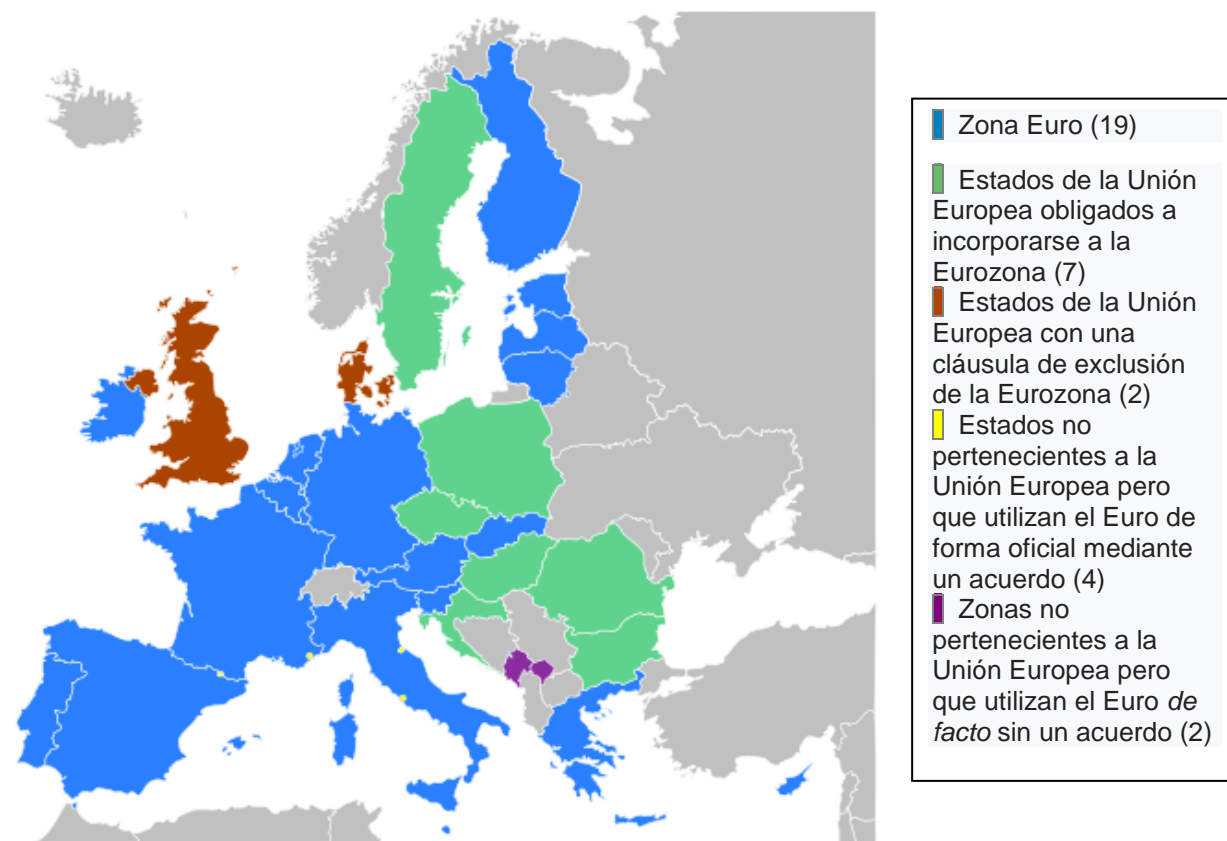 Zona Euro (19)
Estados de la Unión
Europea obligados a
incorporarse a la
Eurozona (7)
Estados de la Unión
Europea con una
cláusula de exclusión
de la Eurozona (2)
Estados no
pertenecientes a la
Unión Europea pero
que utilizan el Euro de
forma oficial mediante
un acuerdo (4)
Zonas no
pertenecientes a la
Unión Europea pero
que utilizan el Euro de
facto sin un acuerdo (2)